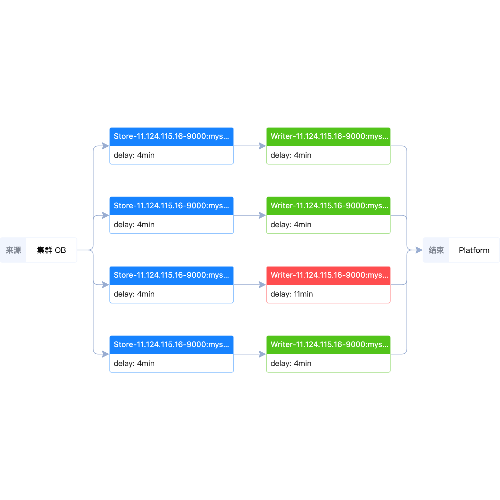 Store-11.124.115.16-9000:mys...
delay: 4min
Writer-11.124.115.16-9000:mys...
delay: 4min
Store-11.124.115.16-9000:mys...
delay: 4min
Writer-11.124.115.16-9000:mys...
delay: 4min
来源 集群 OB
结束 Platform
Store-11.124.115.16-9000:mys...
delay: 4min
Writer-11.124.115.16-9000:mys...
delay: 11min
Store-11.124.115.16-9000:mys...
delay: 4min
Writer-11.124.115.16-9000:mys...
delay: 4min